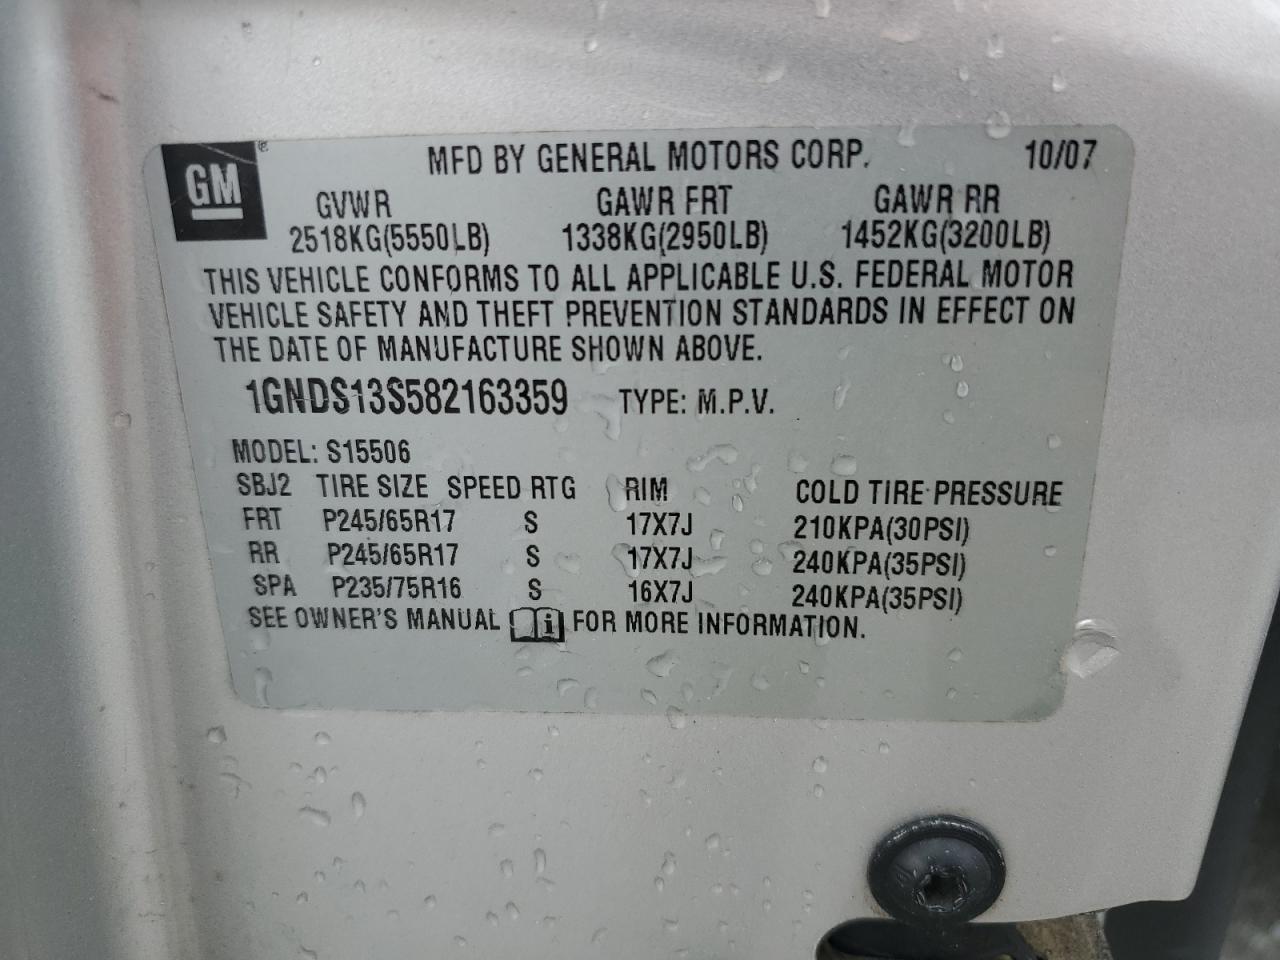 GM® MFD BY GENERAL MOTORS CORP. 10/07
GVWR GAWR FRT GAWR RR
2518KG(5550LB) 1338KG(2950LB) 1452KG(3200LB)
THIS VEHICLE CONFORMS TO ALL APPLICABLE U.S. FEDERAL MOTOR
VEHICLE SAFETY AND THEFT PREVENTION STANDARDS IN EFFECT ON
THE DATE OF MANUFACTURE SHOWN ABOVE.
1GNDS13S582163359 TYPE: M.P.V.
MODEL: S15506
SBJ2 TIRE SIZE SPEED RTG RIM COLD TIRE PRESSURE
FRT P245/65R17 S 17X7J 210KPA(30PSI)
RR P245/65R17 S 17X7J 240KPA(35PSI)
SPA P235/75R16 S 16X7J 240KPA(35PSI)
SEE OWNER'S MANUAL i FOR MORE INFORMATION.